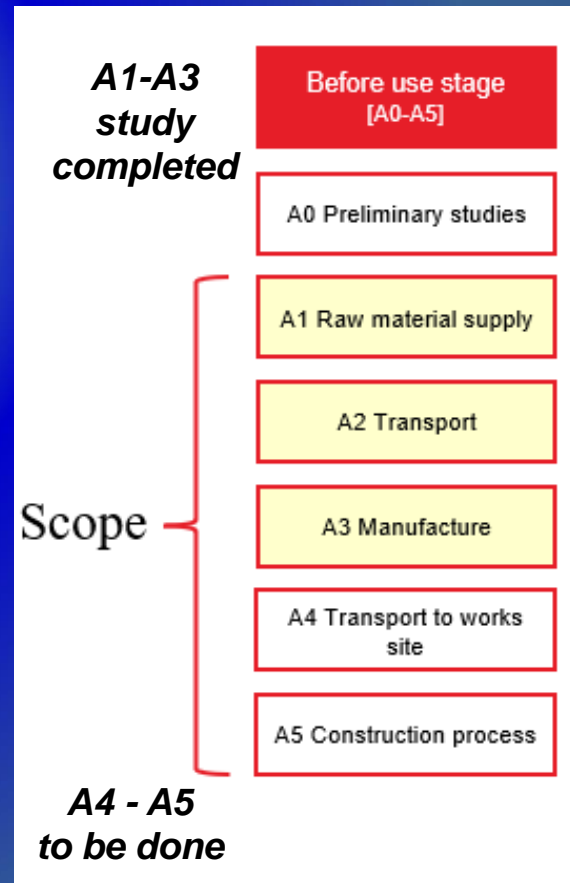 A1-A3
study
completed
Before use stage
[A0-A5]
A0 Preliminary studies
A1 Raw material supply
A2 Transport
Scope
A3 Manufacture
A4 Transport to works
site
A5 Construction process
A4 - A5
to be done